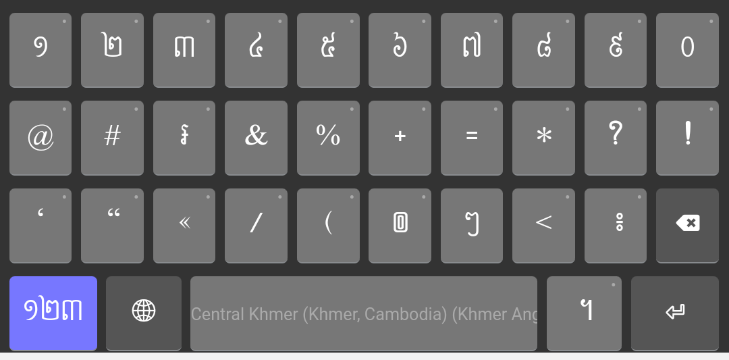 ១ ២ ៣ ៤ ៥ ៦ ៧ ៨ ៩ ០
@ # ៛ & % + = * ? !
‘ “ « / ( ៙ ៗ < ៖
១២៣ Central Khmer (Khmer, Cambodia) (Khmer Ang ។